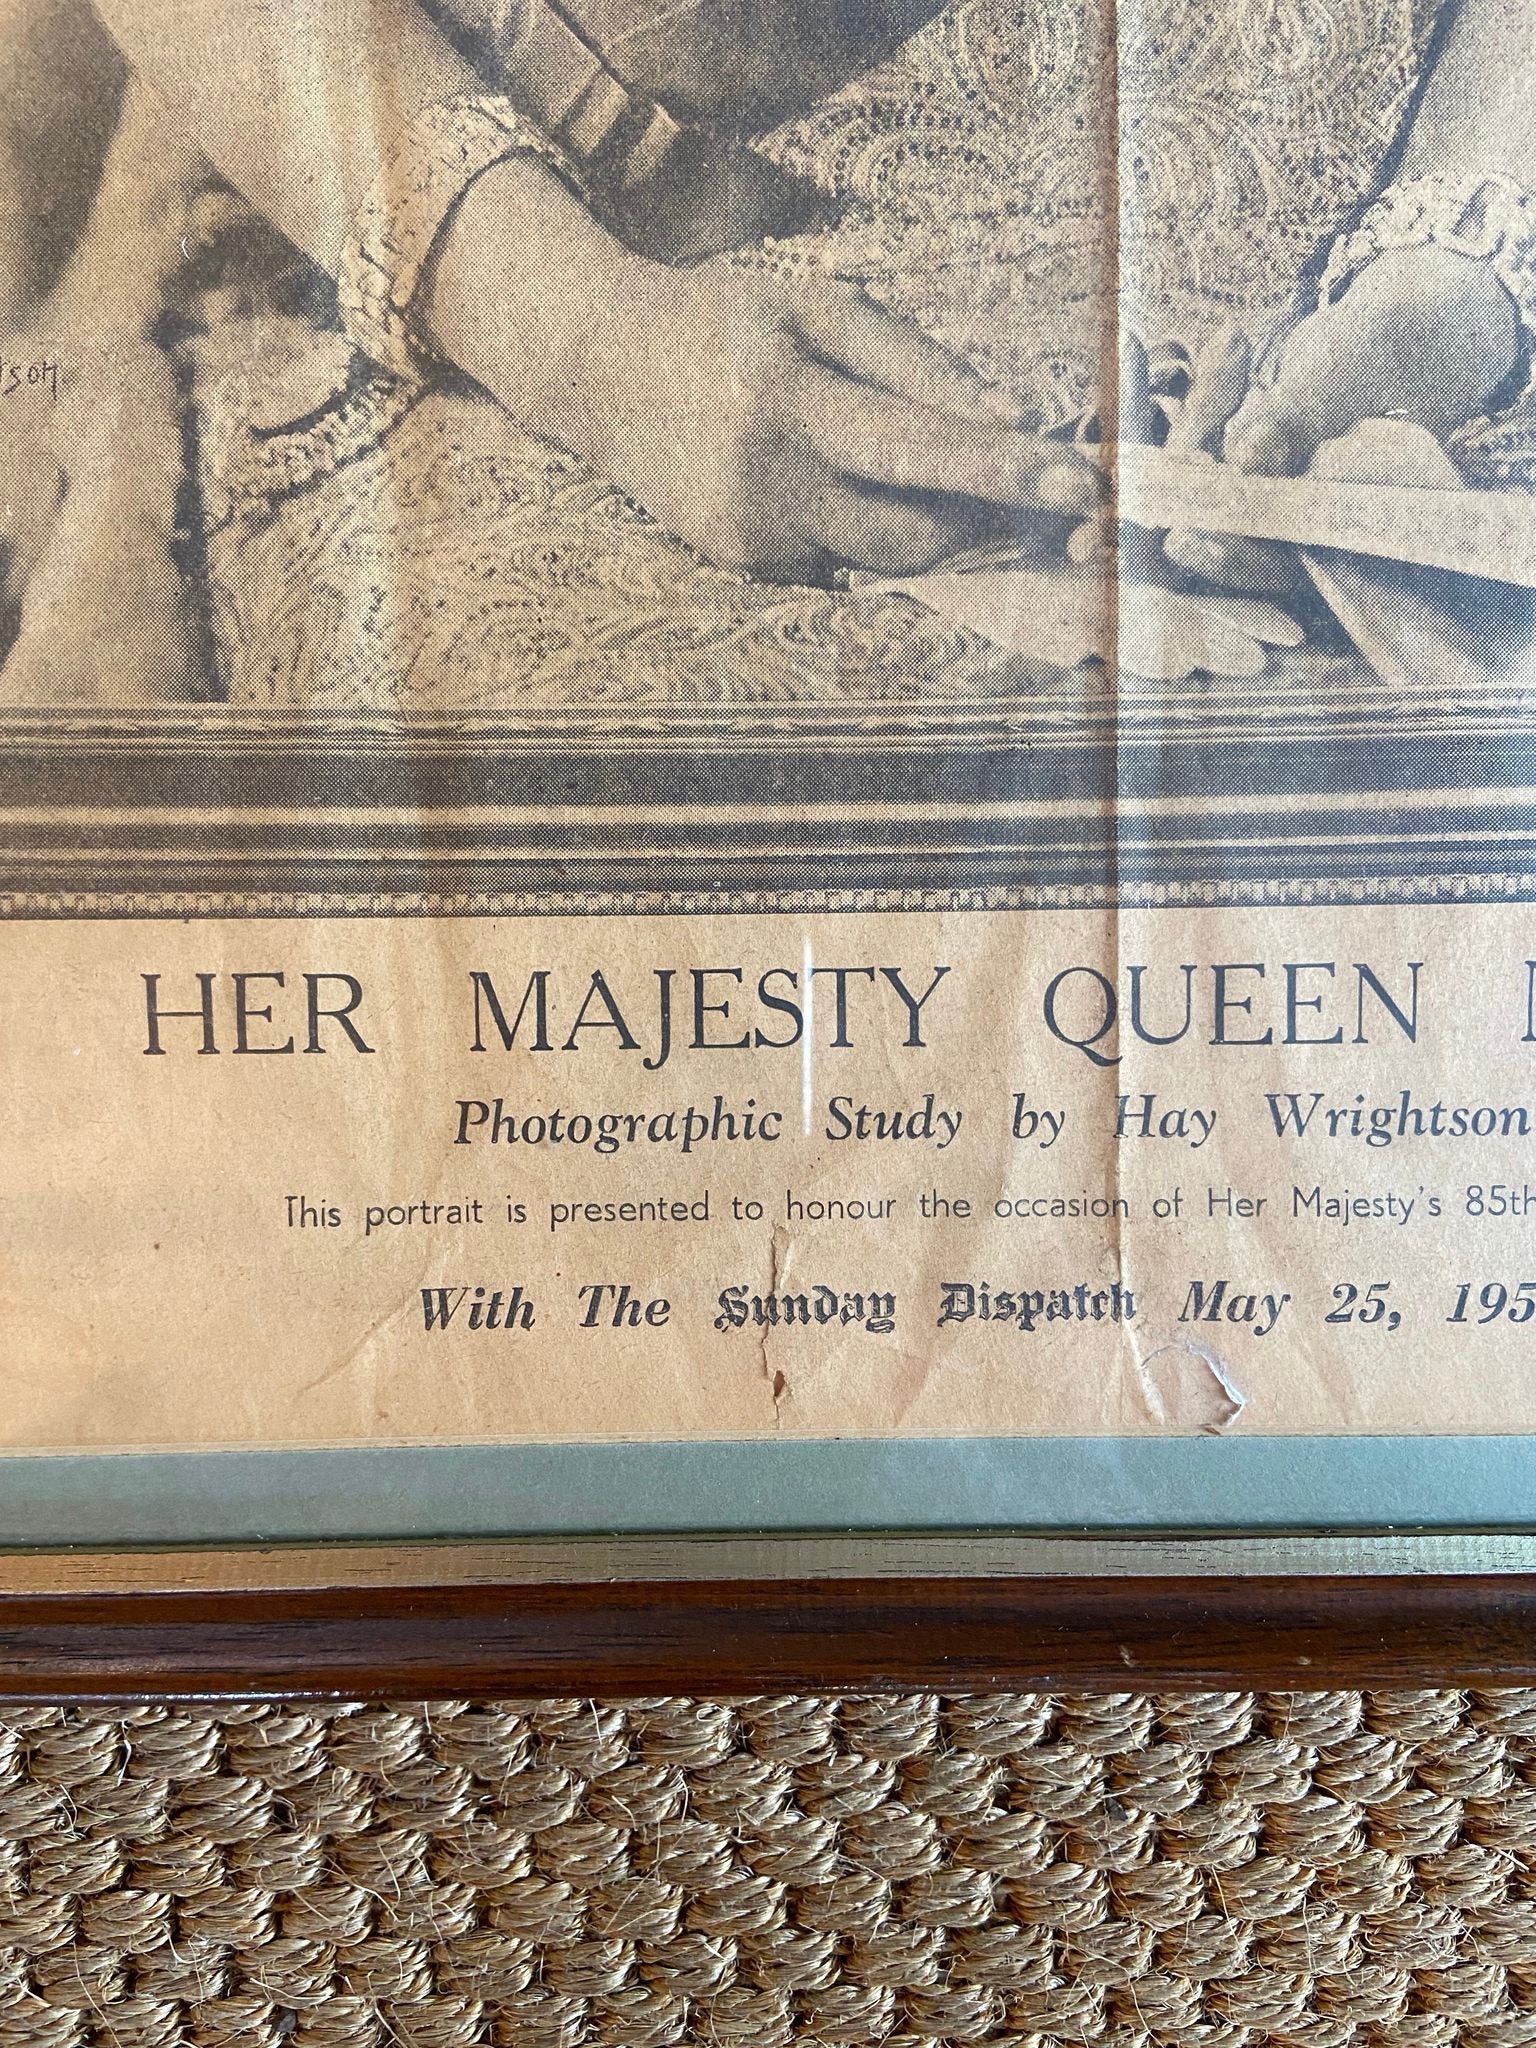 HER MAJESTY QUEEN
Photographic Study by Hay Wrightson
This portrait is presented to honour the occasion of Her Majesty's 85th
With The Sunday Dispatch May 25, 195